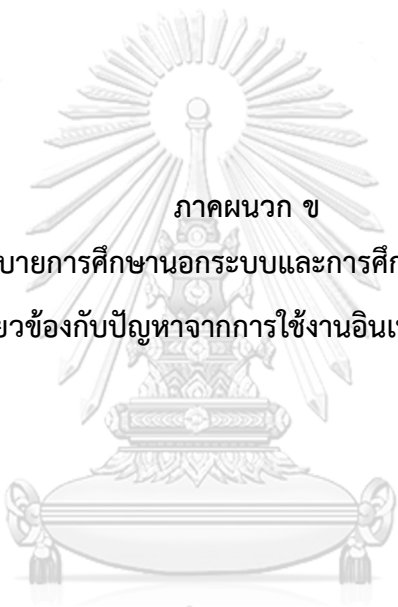 ภาคผนวก ข
บายการศึกษานอกระบบและการศึก
ยวข้องกับปัญหาจากการใช้งานอิน